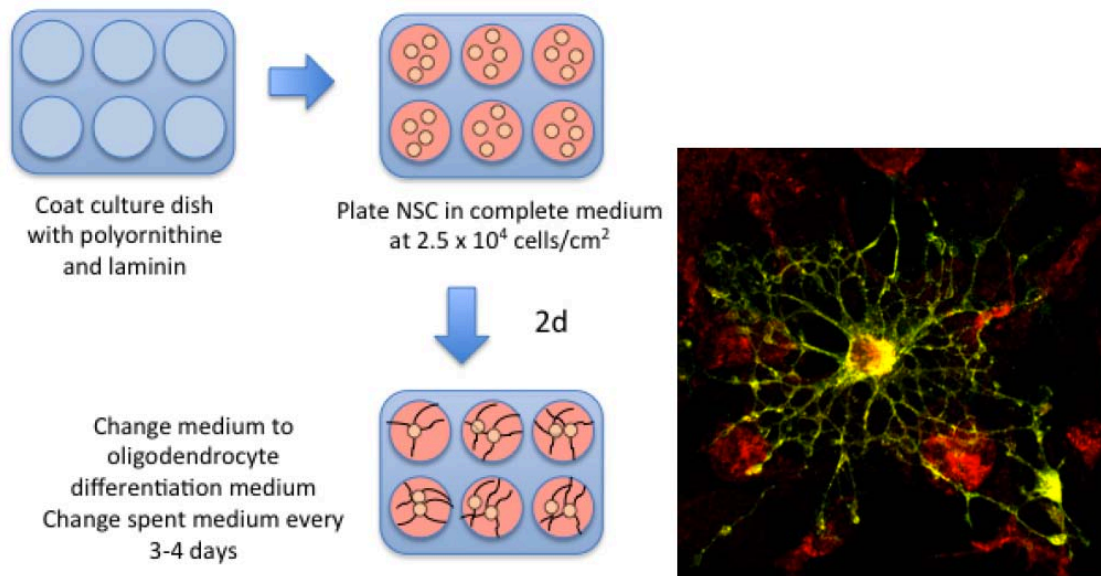 Coat culture dish
with polyornithine
and laminin
Plate NSC in complete medium
at 2.5 x 10⁴ cells/cm²
2d
Change medium to
oligodendrocyte
differentiation medium
Change spent medium every
3-4 days